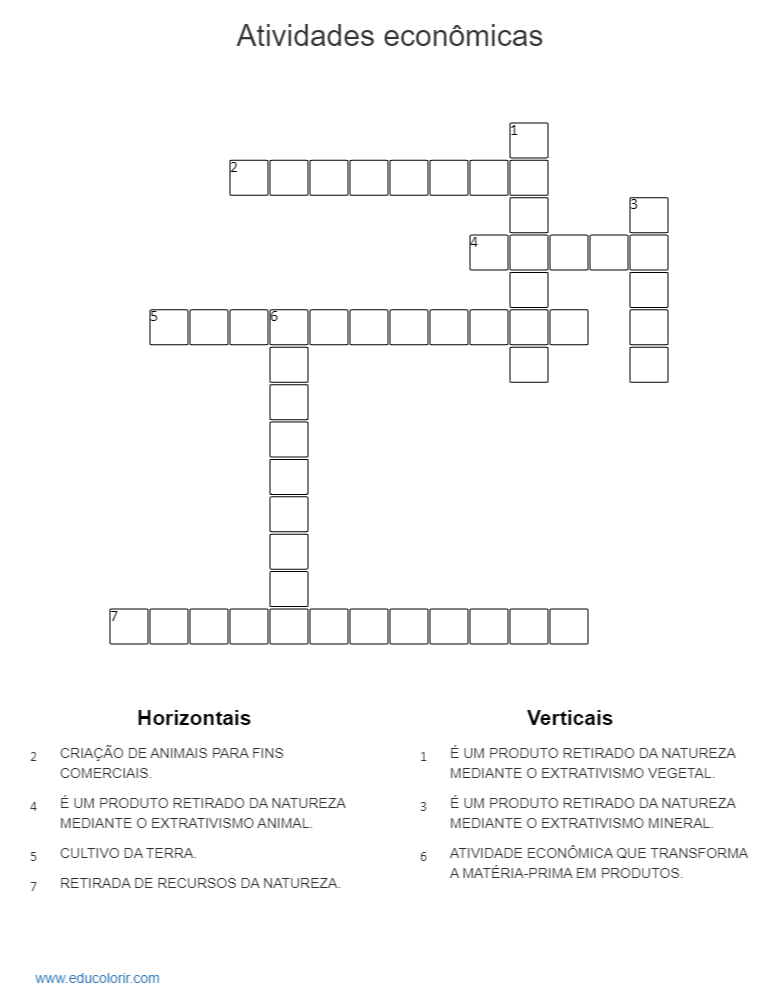 Atividades econômicas
1
2
3
4
5
6
7
Horizontais
2 CRIAÇÃO DE ANIMAIS PARA FINS
COMERCIAIS.
4 É UM PRODUTO RETIRADO DA NATUREZA
MEDIANTE O EXTRATIVISMO ANIMAL.
5 CULTIVO DA TERRA.
7 RETIRADA DE RECURSOS DA NATUREZA.
Verticais
1 É UM PRODUTO RETIRADO DA NATUREZA
MEDIANTE O EXTRATIVISMO VEGETAL.
3 É UM PRODUTO RETIRADO DA NATUREZA
MEDIANTE O EXTRATIVISMO MINERAL.
6 ATIVIDADE ECONÔMICA QUE TRANSFORMA
A MATÉRIA-PRIMA EM PRODUTOS.
www.educolorir.com